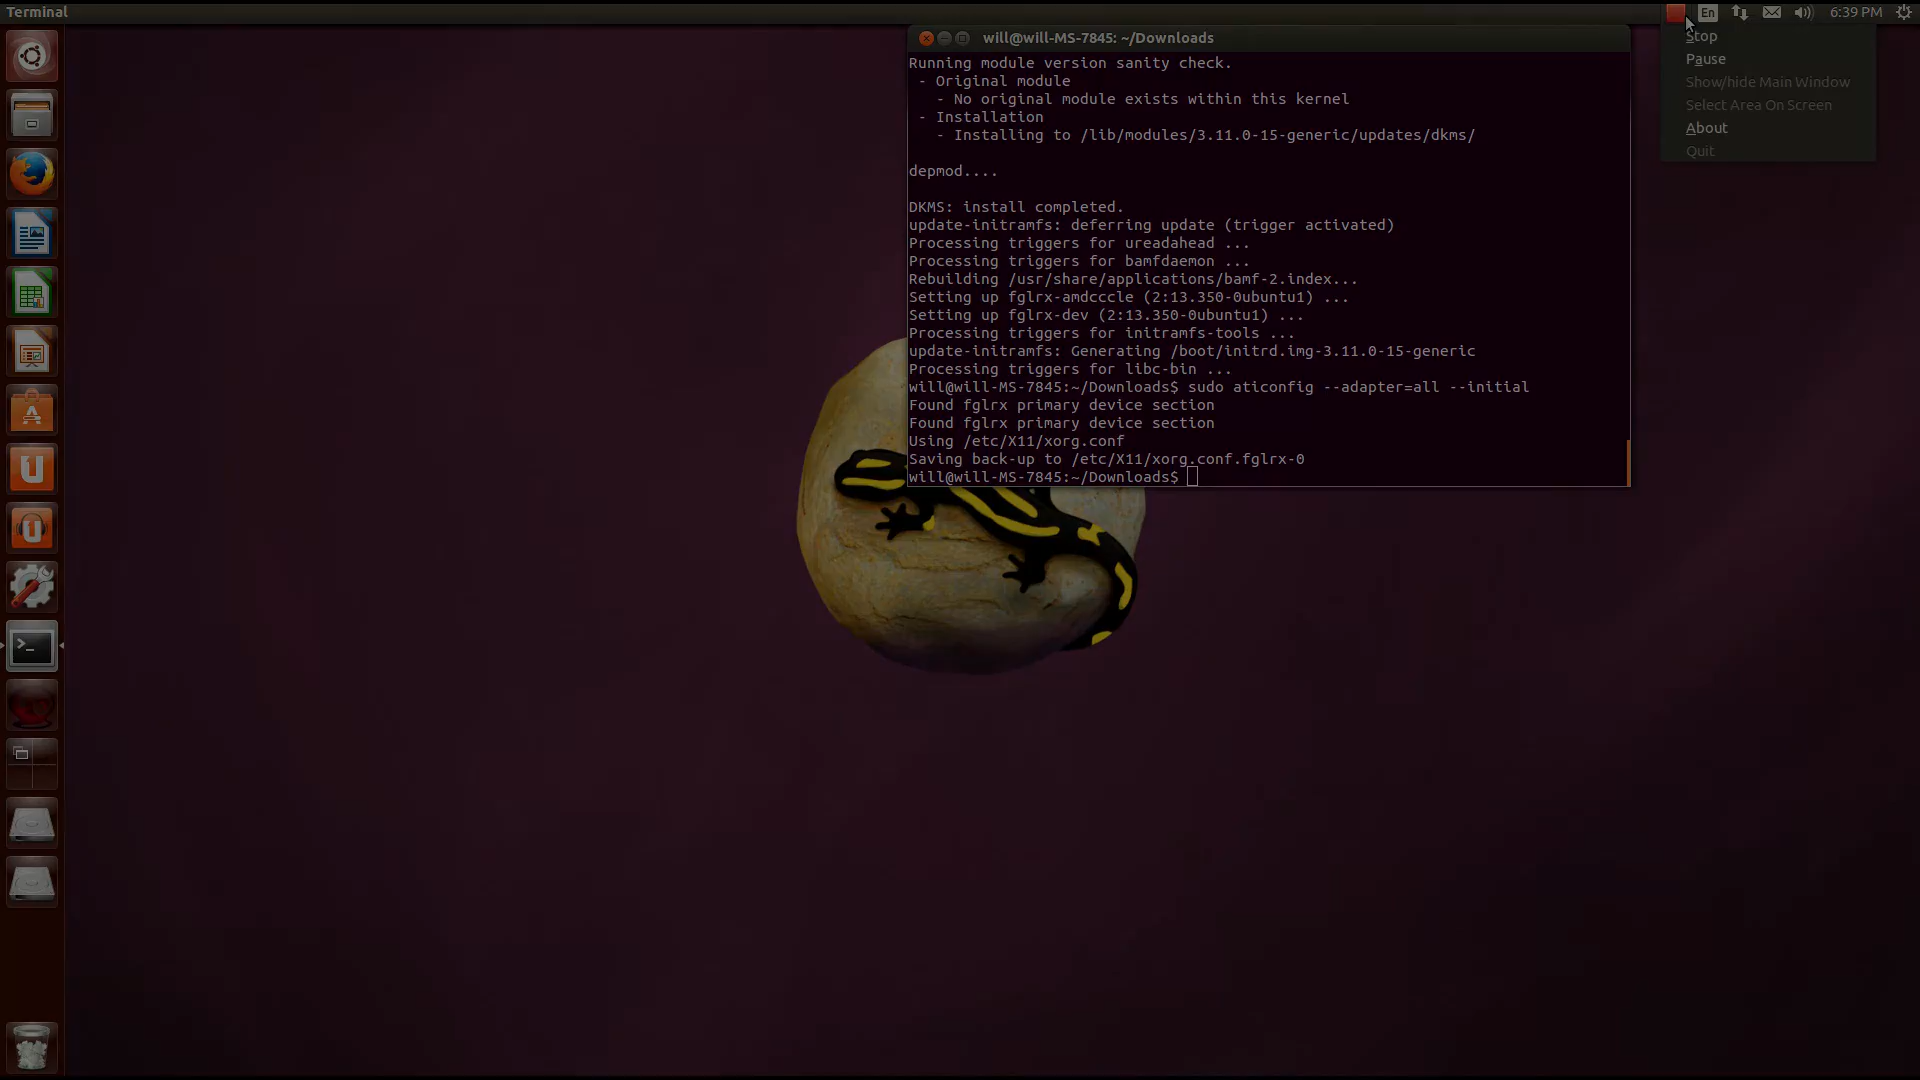 Terminal
En
6:39 PM
will@will-MS-7845: ~/Downloads
Stop
Pause
Show/hide Main Window
Select Area On Screen
About
Quit
Running module version sanity check.
- Original module
- No original module exists within this kernel
- Installation
- Installing to /lib/modules/3.11.0-15-generic/updates/dkms/
depmod....
DKMS: install completed.
update-initramfs: deferring update (trigger activated)
Processing triggers for ureadahead ...
Processing triggers for bamfdaemon ...
Rebuilding /usr/share/applications/bamf-2.index...
Setting up fglrx-amdcccle (2:13.350-0ubuntu1) ...
Setting up fglrx-dev (2:13.350-0ubuntu1) ...
Processing triggers for initramfs-tools ...
update-initramfs: Generating /boot/initrd.img-3.11.0-15-generic
Processing triggers for libc-bin ...
will@will-MS-7845:~/Downloads$ sudo aticonfig --adapter=all --initial
Found fglrx primary device section
Found fglrx primary device section
Using /etc/X11/xorg.conf
Saving back-up to /etc/X11/xorg.conf.fglrx-0
will@will-MS-7845:~/Downloads$